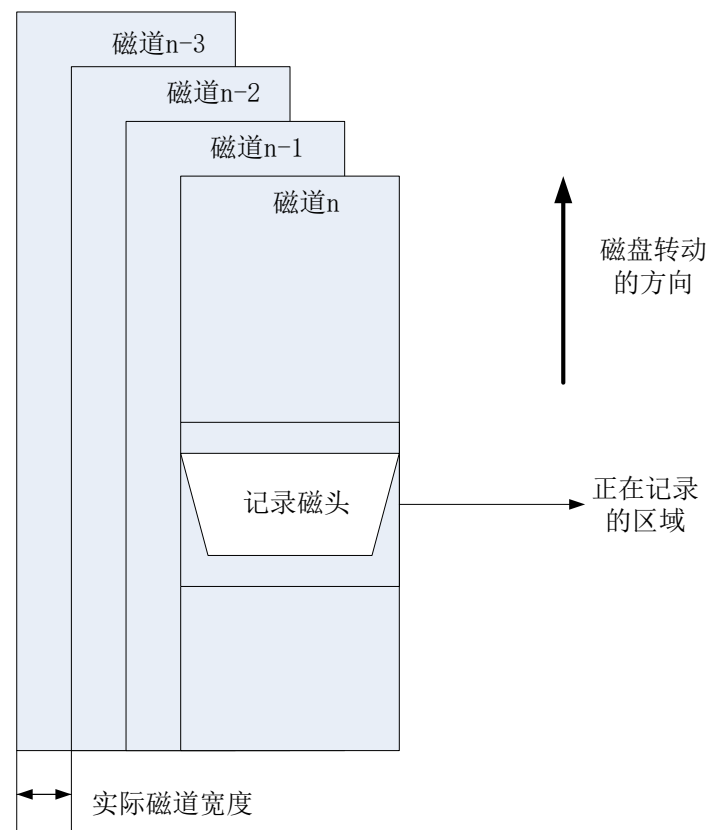 磁道n-3
磁道n-2
磁道n-1
磁道n
磁盘转动
的方向
记录磁头
正在记录
的区域
实际磁道宽度